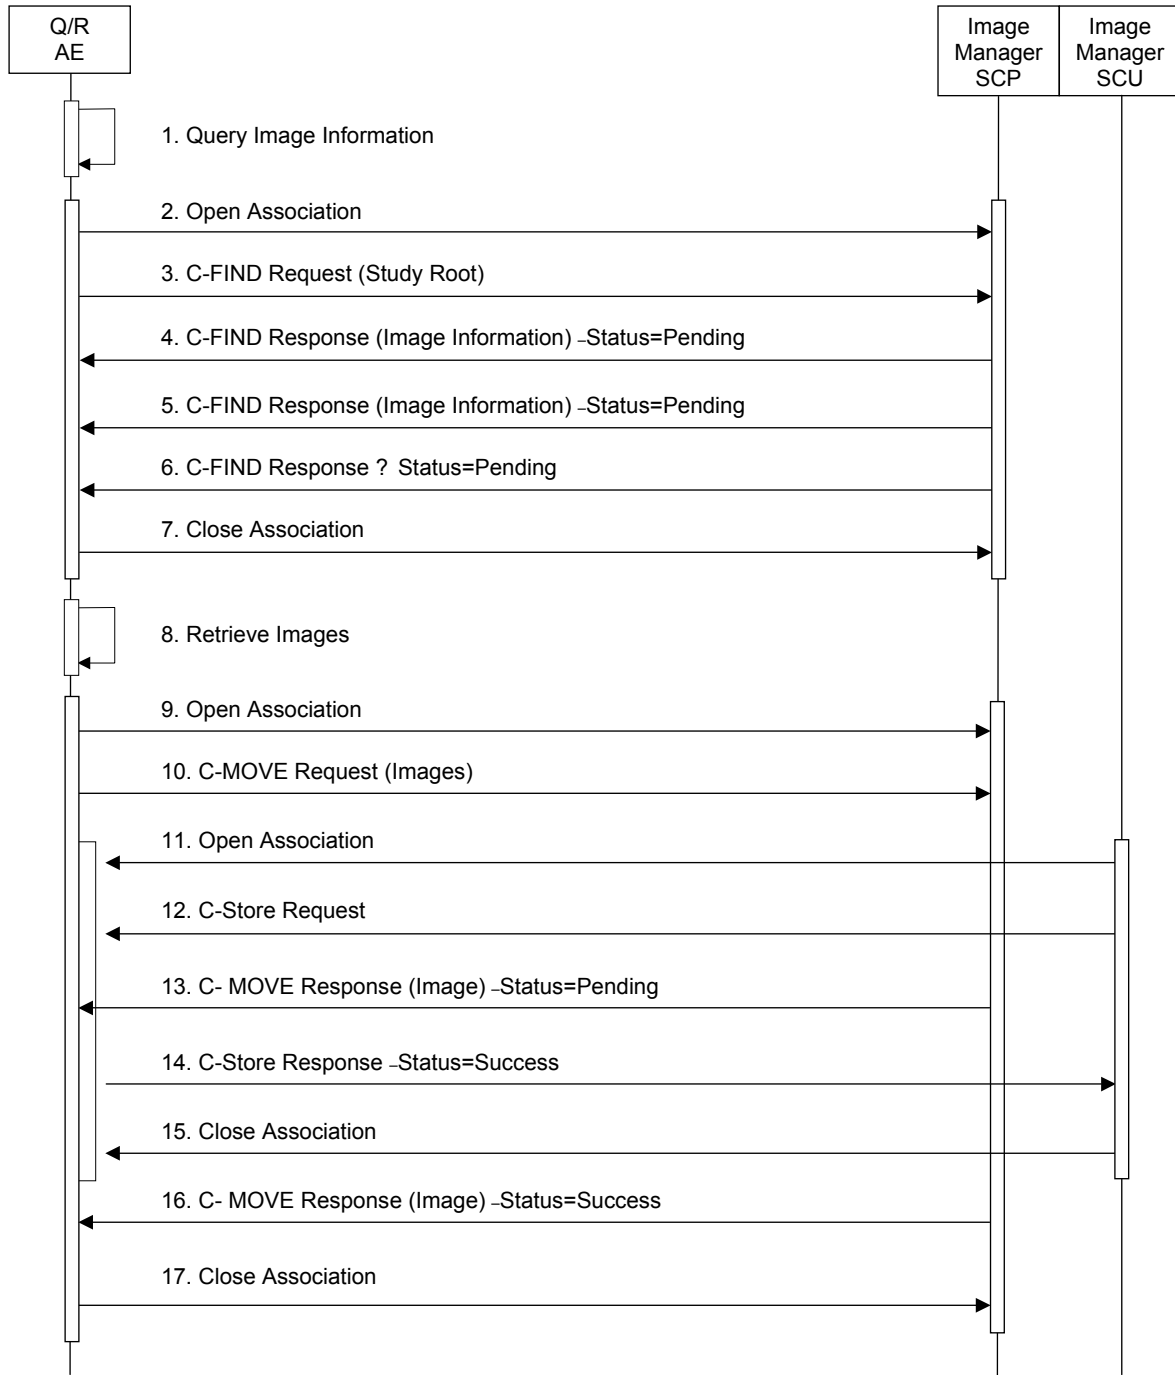 Q/R
AE
Image
Manager
SCP
Image
Manager
SCU
1. Query Image Information
2. Open Association
3. C-FIND Request (Study Root)
4. C-FIND Response (Image Information) –Status=Pending
5. C-FIND Response (Image Information) –Status=Pending
6. C-FIND Response ? Status=Pending
7. Close Association
8. Retrieve Images
9. Open Association
10. C-MOVE Request (Images)
11. Open Association
12. C-Store Request
13. C- MOVE Response (Image) –Status=Pending
14. C-Store Response –Status=Success
15. Close Association
16. C- MOVE Response (Image) –Status=Success
17. Close Association